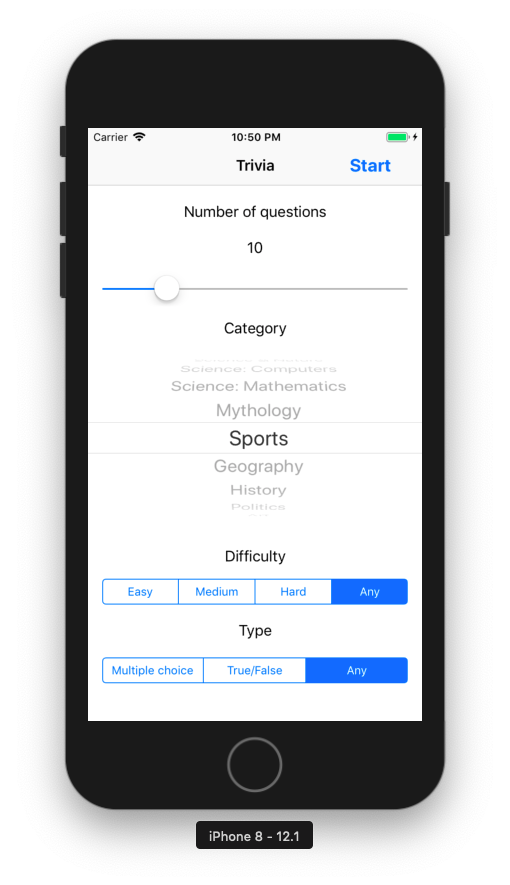 Carrier 10:50 PM
Trivia Start
Number of questions
10
Category
Science: Computers
Science: Mathematics
Mythology
Sports
Geography
History
Politics
Difficulty
Easy Medium Hard Any
Type
Multiple choice True/False Any
iPhone 8 - 12.1